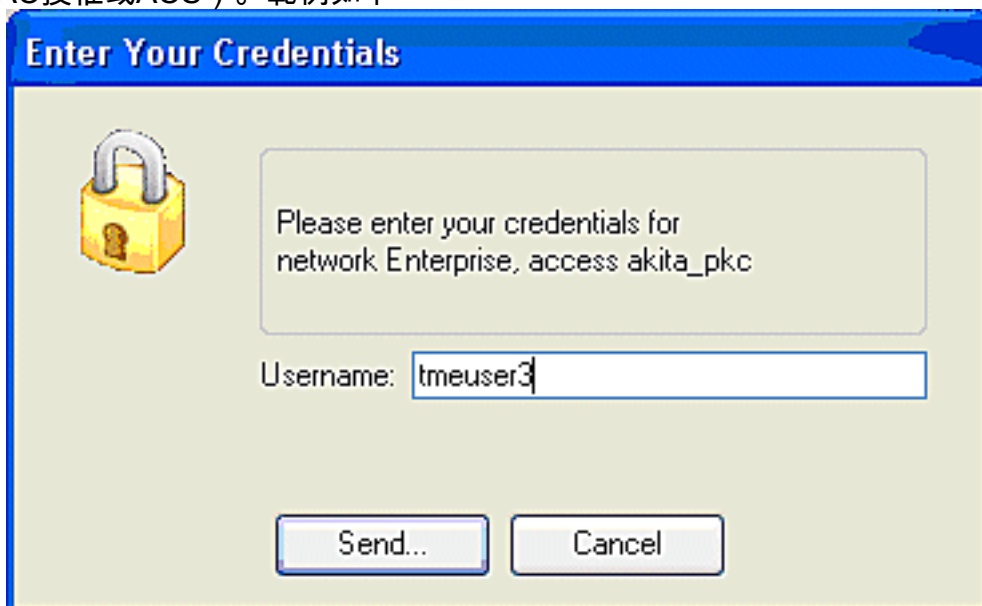 Enter Your Credentials
Please enter your credentials for
network Enterprise, access akita_pkc
Username: tmeuser3
Send...
Cancel